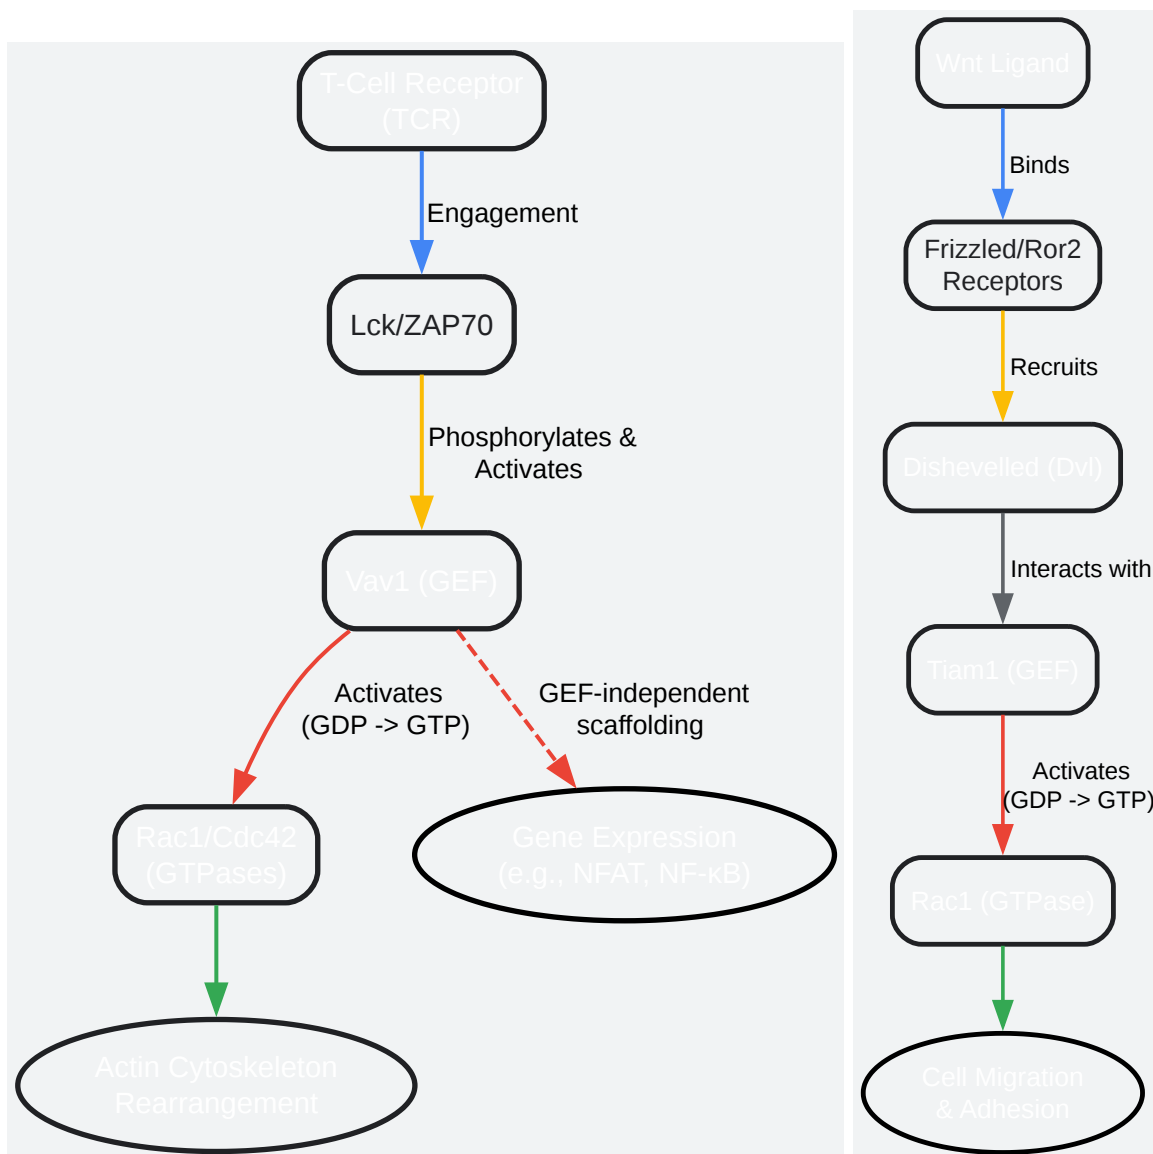 T-Cell Receptor
(TCR)
Engagement
Lck/ZAP70
Phosphorylates &
Activates
Vav1 (GEF)
Activates
(GDP -> GTP)
GEF-independent
scaffolding
Rac1/Cdc42
(GTPases)
Gene Expression
(e.g., NFAT, NF-κB)
Actin Cytoskeleton
Rearrangement
Wnt Ligand
Binds
Frizzled/Ror2
Receptors
Recruits
Dishevelled (Dvl)
Interacts with
Tiam1 (GEF)
Activates
(GDP -> GTP)
Rac1 (GTPase)
Cell Migration
& Adhesion